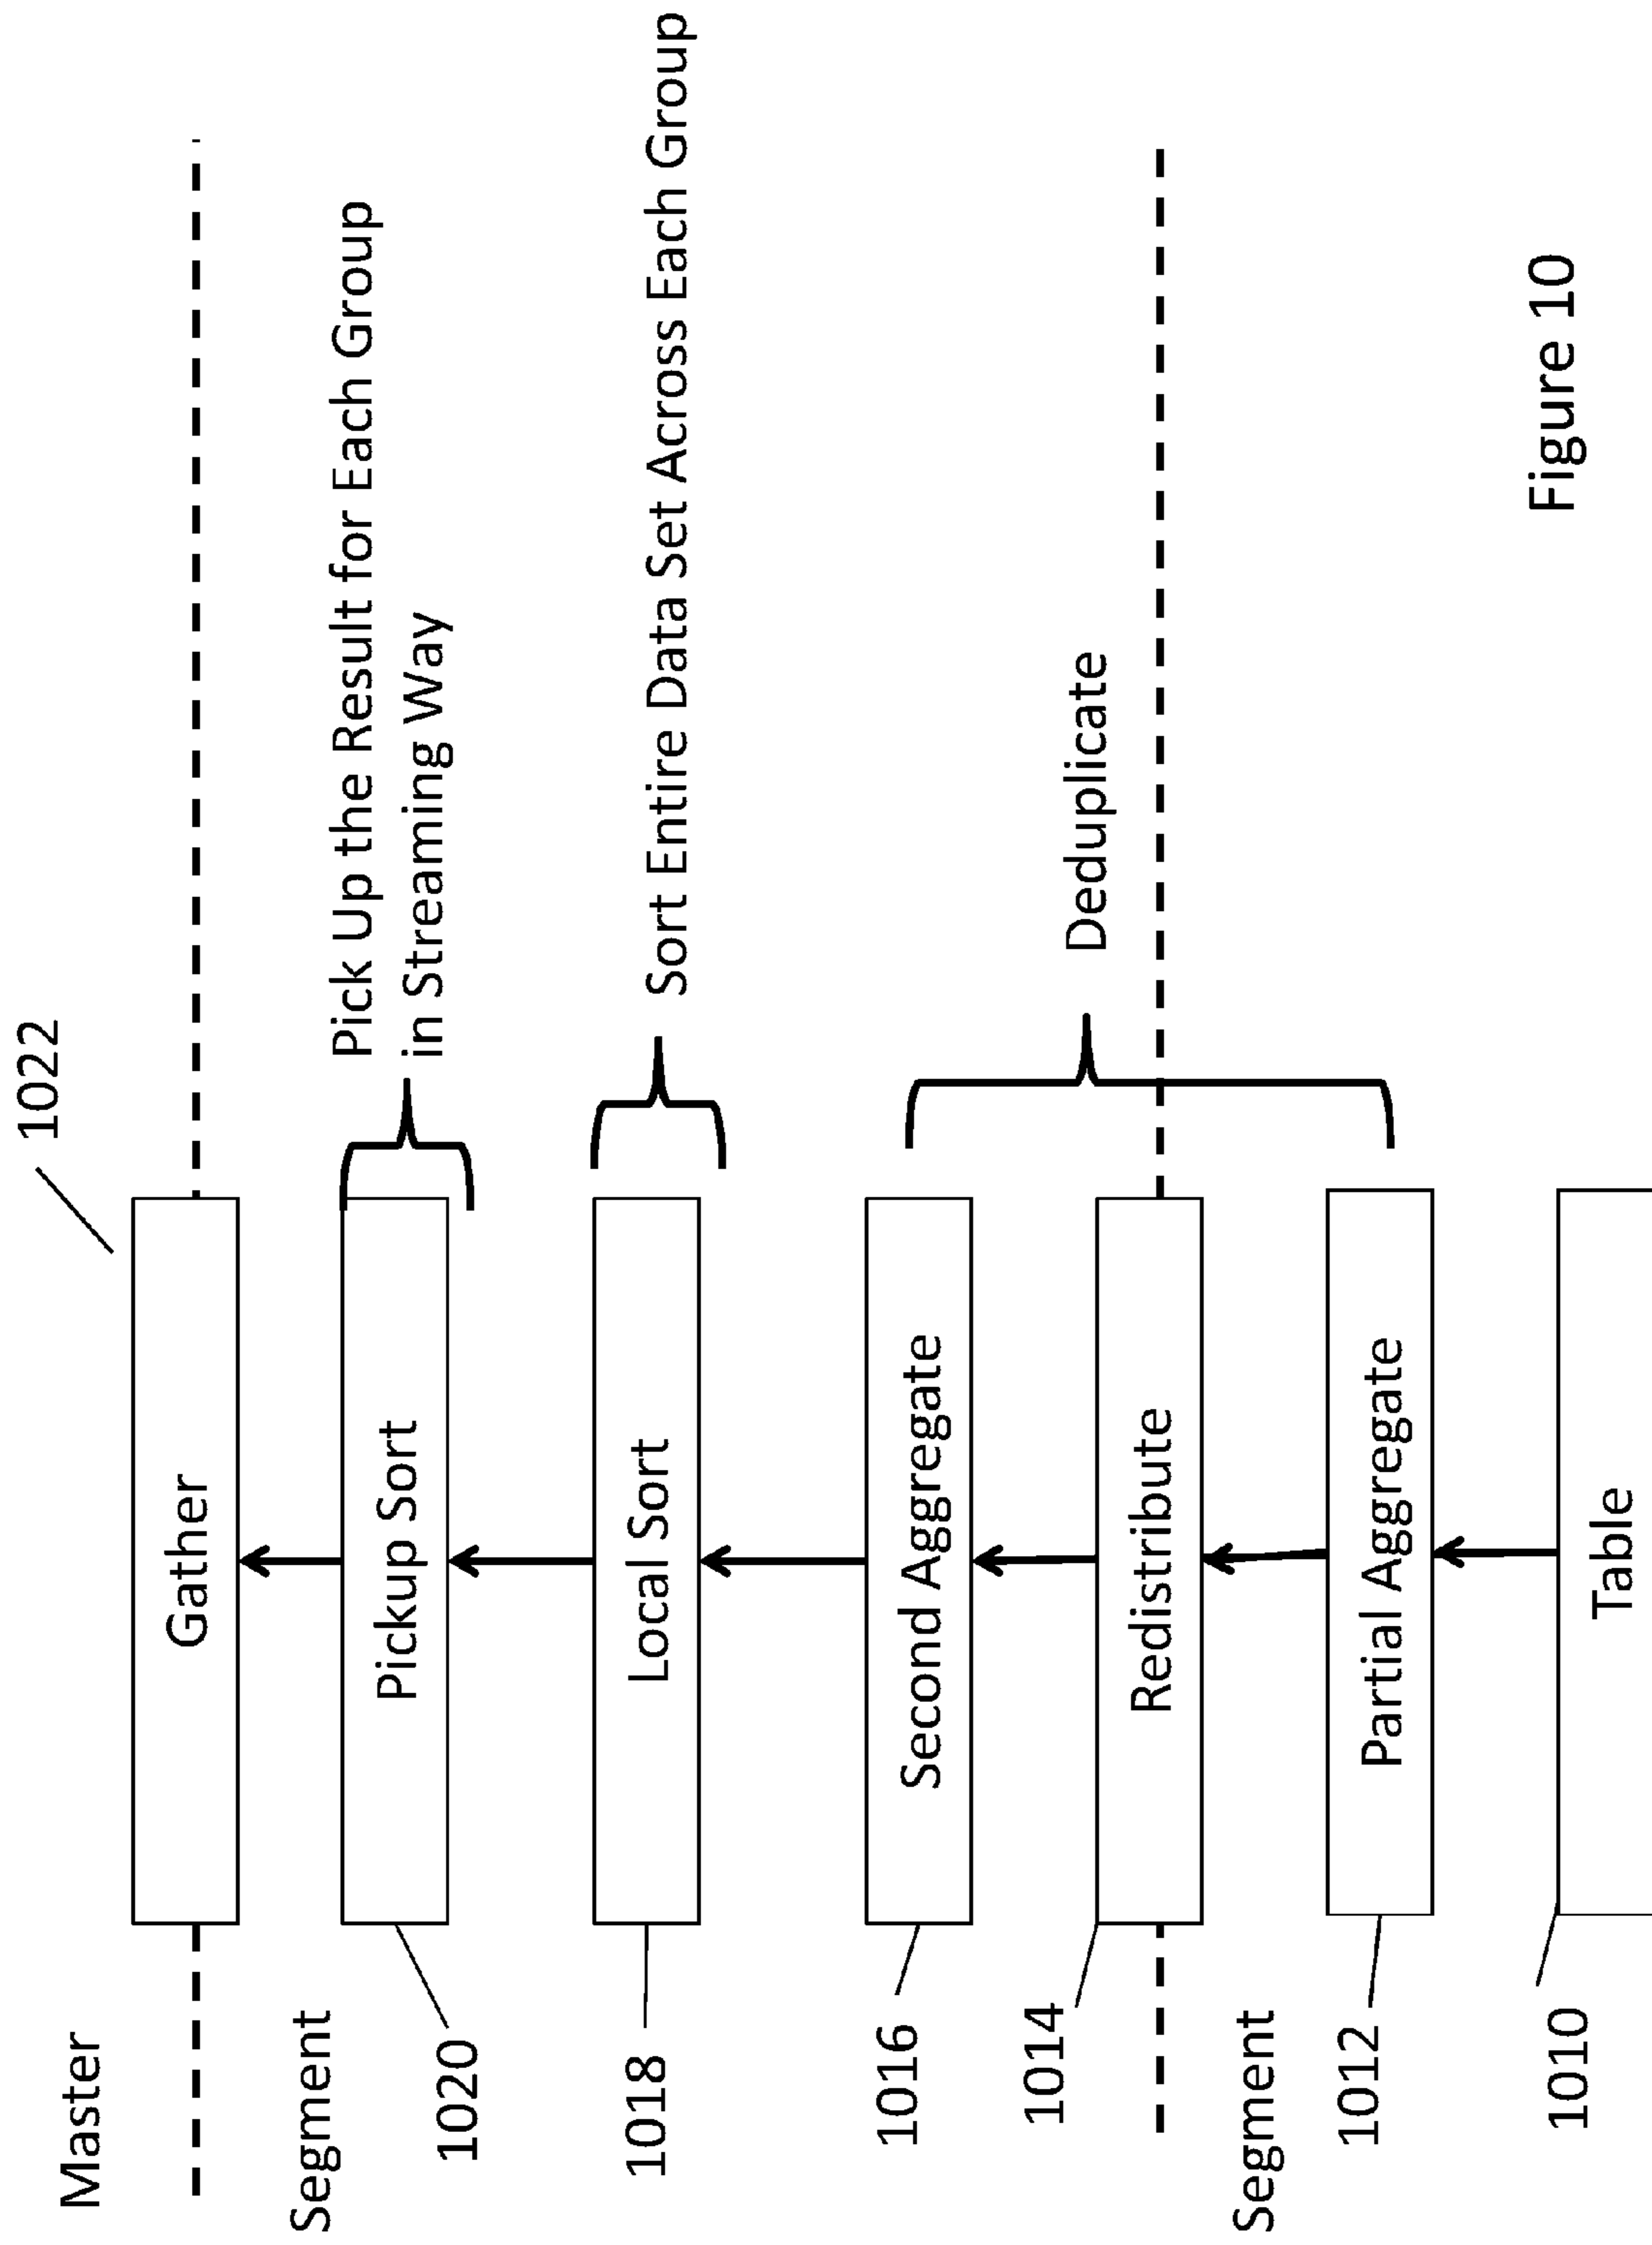 1022
Master
Gather
Segment
Pickup Sort
1020
Pick Up the Result for Each Group
in Streaming Way
Local Sort
1018
Sort Entire Data Set Across Each Group
Second Aggregate
1016
Redistribute
1014
Deduplicate
Segment
Partial Aggregate
1012
Table
1010
Figure 10